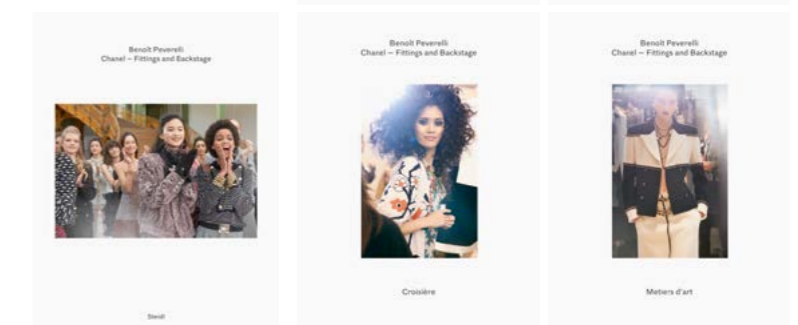 Benoît Peverelli
Chanel – Fittings and Backstage
Steidl
Benoît Peverelli
Chanel – Fittings and Backstage
Croisière
Benoît Peverelli
Chanel – Fittings and Backstage
Metiers d'art